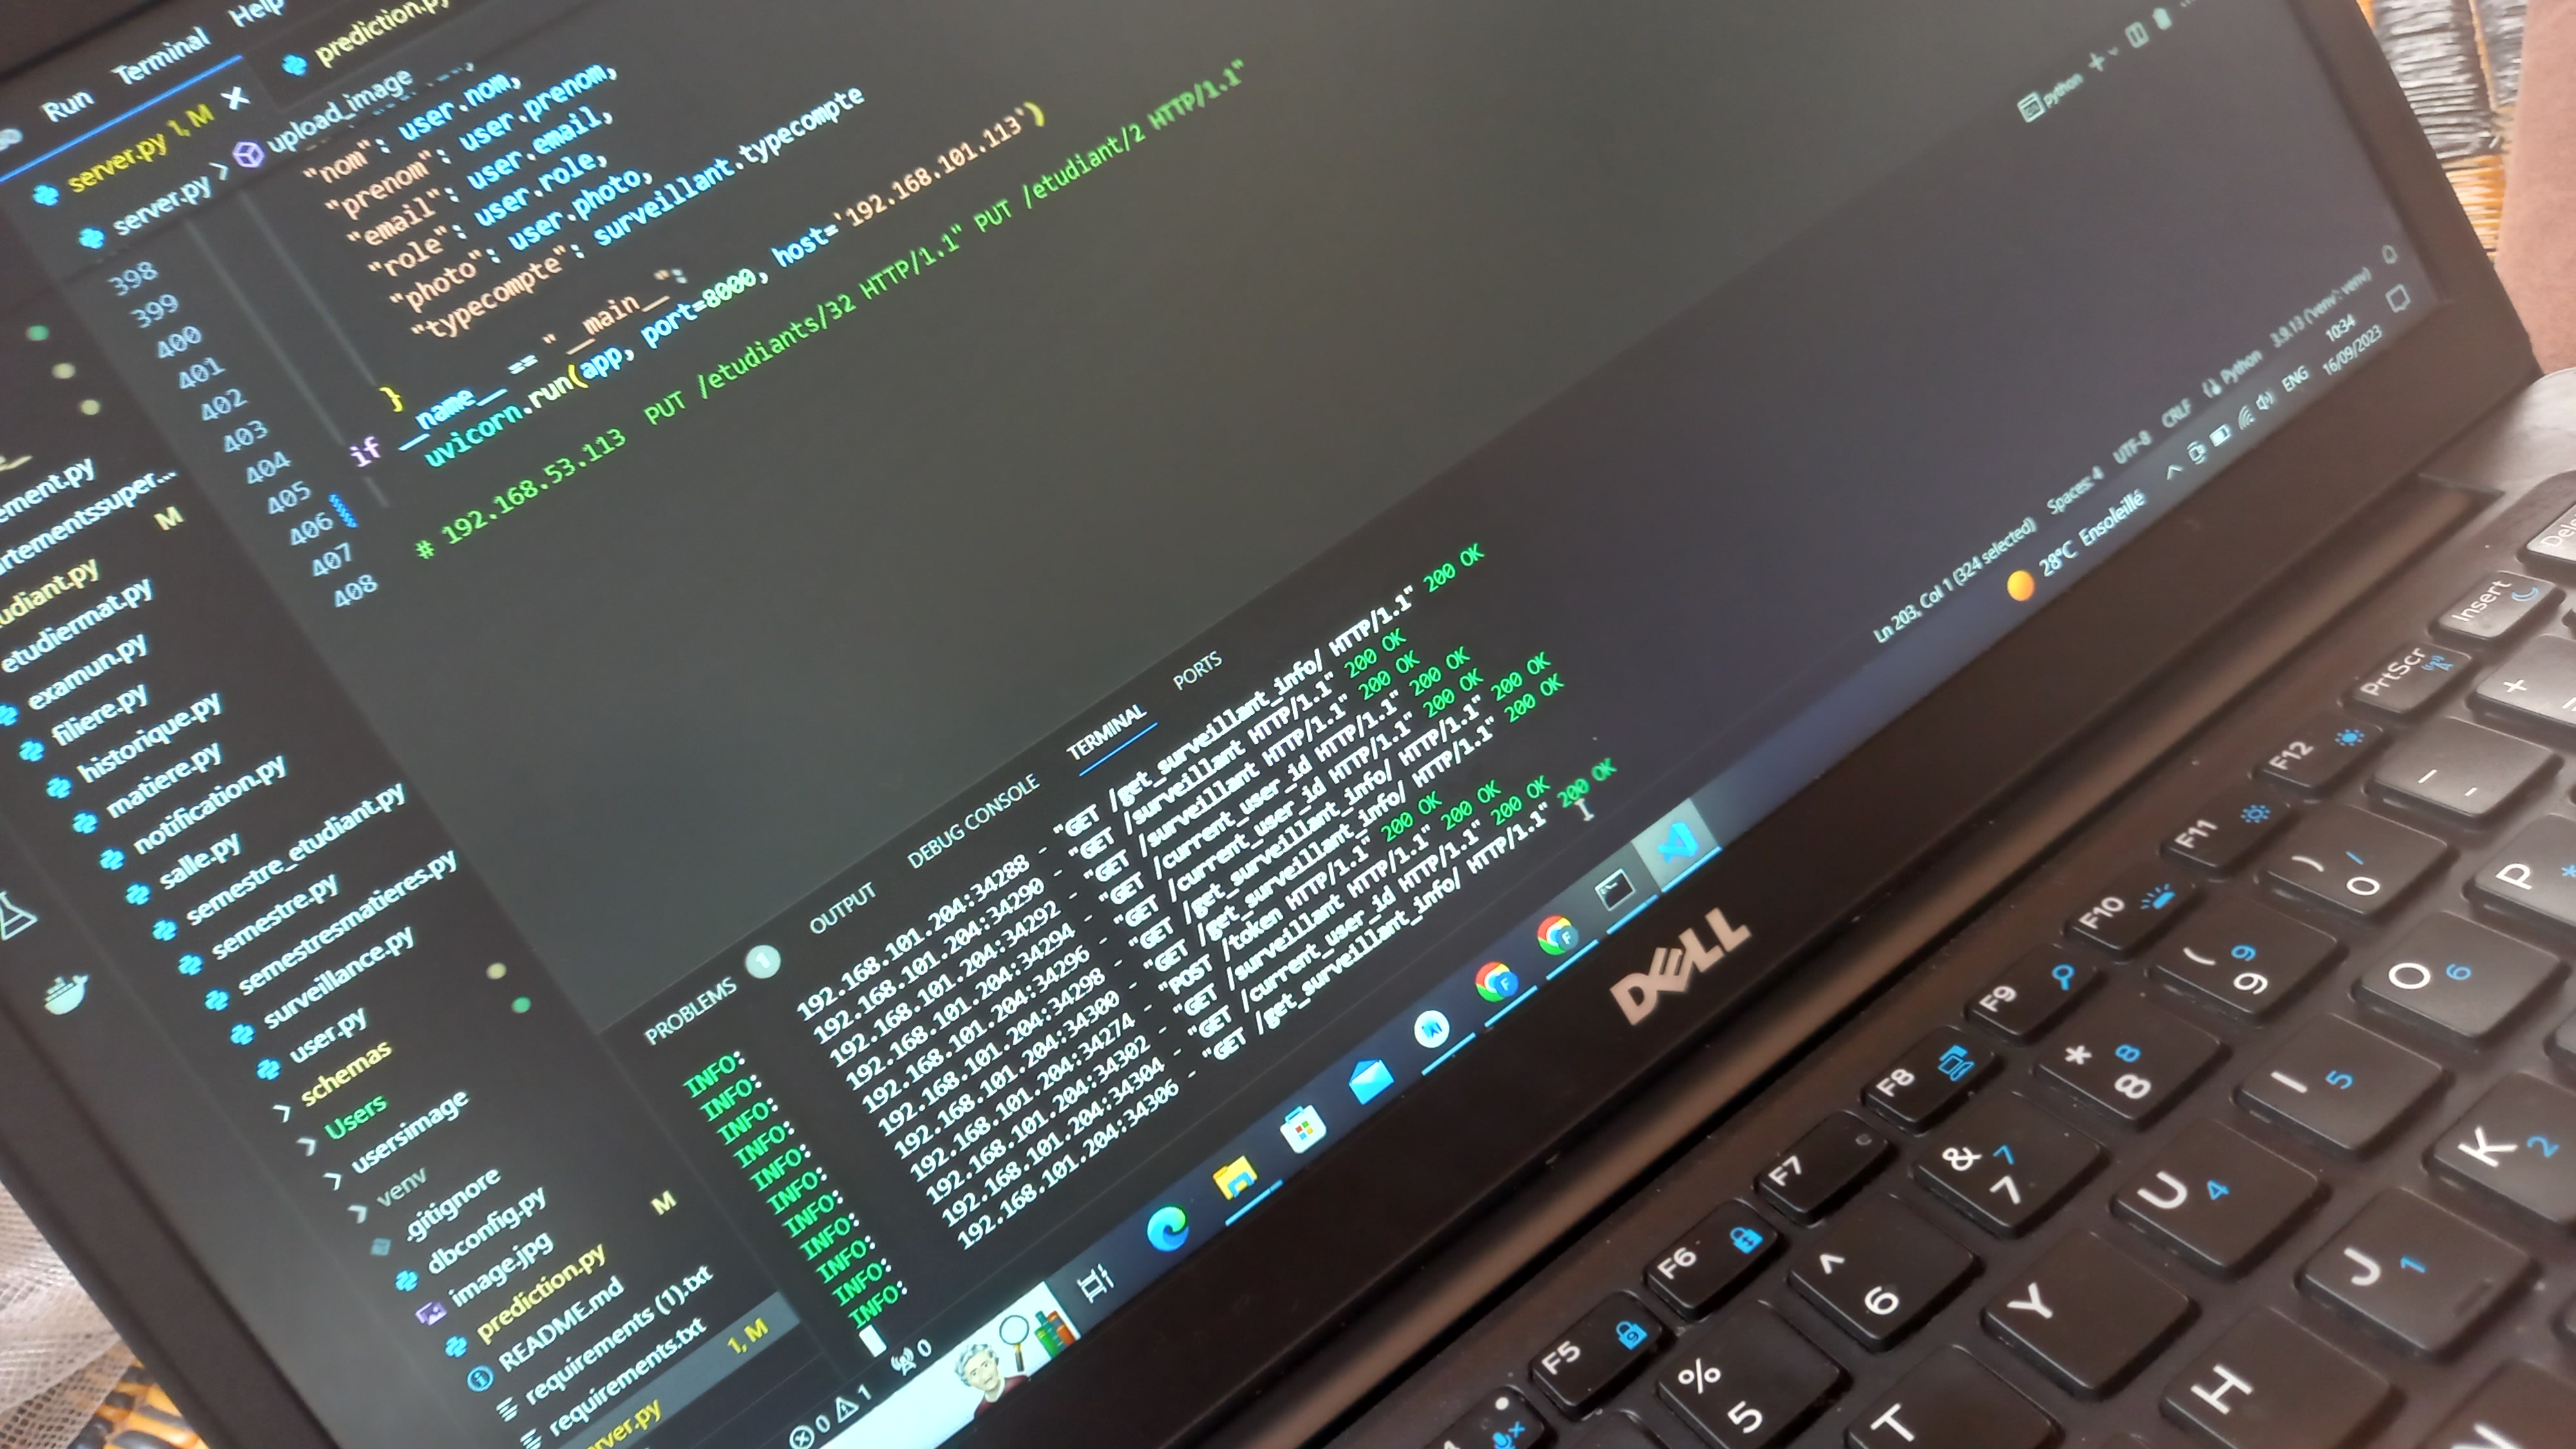 Run Terminal Help
server.py 1, M prediction.py
server.py > upload_image
"nom": user.nom,
"prenom": user.prenom,
"email": user.email,
"role": user.role,
"photo": user.photo,
"typecompte": surveillant.typecompte
}
if __name__ == "__main__":
uvicorn.run(app, port=8000, host='192.168.101.113')
# 192.168.53.113 PUT /etudiants/32 HTTP/1.1" PUT /etudiant/2 HTTP/1.1"
398
399
400
401
402
403
404
405
406
407
408
M
etudiermat.py
examun.py
filiere.py
historique.py
matiere.py
notification.py
salle.py
semestre_etudiant.py
semestre.py
semestresmatieres.py
surveillance.py
user.py
schemas
Users
usersimage
venv
.gitignore
dbconfig.py
image.jpg
prediction.py M
README.md
requirements (1).txt
requirements.txt
1, M
PROBLEMS 1 OUTPUT DEBUG CONSOLE TERMINAL PORTS
python
INFO: 192.168.101.204:34288 - "GET /get_surveillant_info/ HTTP/1.1" 200 OK
INFO: 192.168.101.204:34290 - "GET /surveillant HTTP/1.1" 200 OK
INFO: 192.168.101.204:34292 - "GET /surveillant HTTP/1.1" 200 OK
INFO: 192.168.101.204:34294 - "GET /current_user_id HTTP/1.1" 200 OK
INFO: 192.168.101.204:34296 - "GET /current_user_id HTTP/1.1" 200 OK
INFO: 192.168.101.204:34298 - "GET /get_surveillant_info/ HTTP/1.1" 200 OK
INFO: 192.168.101.204:34300 - "GET /get_surveillant_info/ HTTP/1.1" 200 OK
INFO: 192.168.101.204:34274 - "POST /token HTTP/1.1" 200 OK
INFO: 192.168.101.204:34302 - "GET /surveillant HTTP/1.1" 200 OK
INFO: 192.168.101.204:34304 - "GET /current_user_id HTTP/1.1" 200 OK
INFO: 192.168.101.204:34306 - "GET /get_surveillant_info/ HTTP/1.1" 200 OK
0 1 0
Ln 203, Col 1 (324 selected) Spaces: 4 UTF-8 CRLF Python 3.9.13 ('venv': venv)
28°C Ensoleillé ENG
10:34
16/09/2023
DELL
Insert
PrtScr
F12
F11
F10
F9
F8
F7
F6
F5
+
_ -
) 0 /
( 9 9
* 8 8
& 7 7
^ 6
% 5
P *
O 6
I 5
U 4
Y
T
K 2
J 1
H